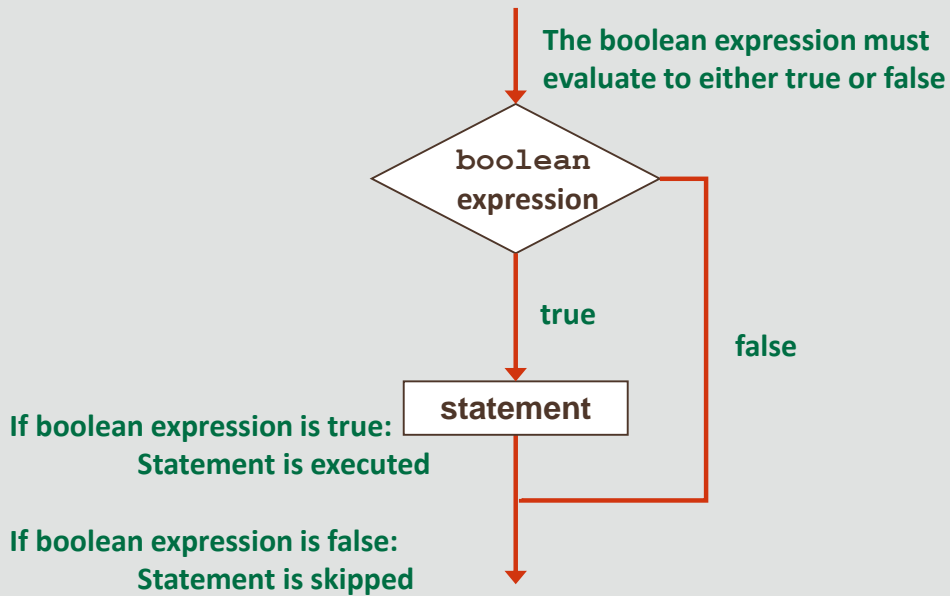 The boolean expression must
evaluate to either true or false
boolean
expression
true
false
statement
If boolean expression is true:
Statement is executed
If boolean expression is false:
Statement is skipped